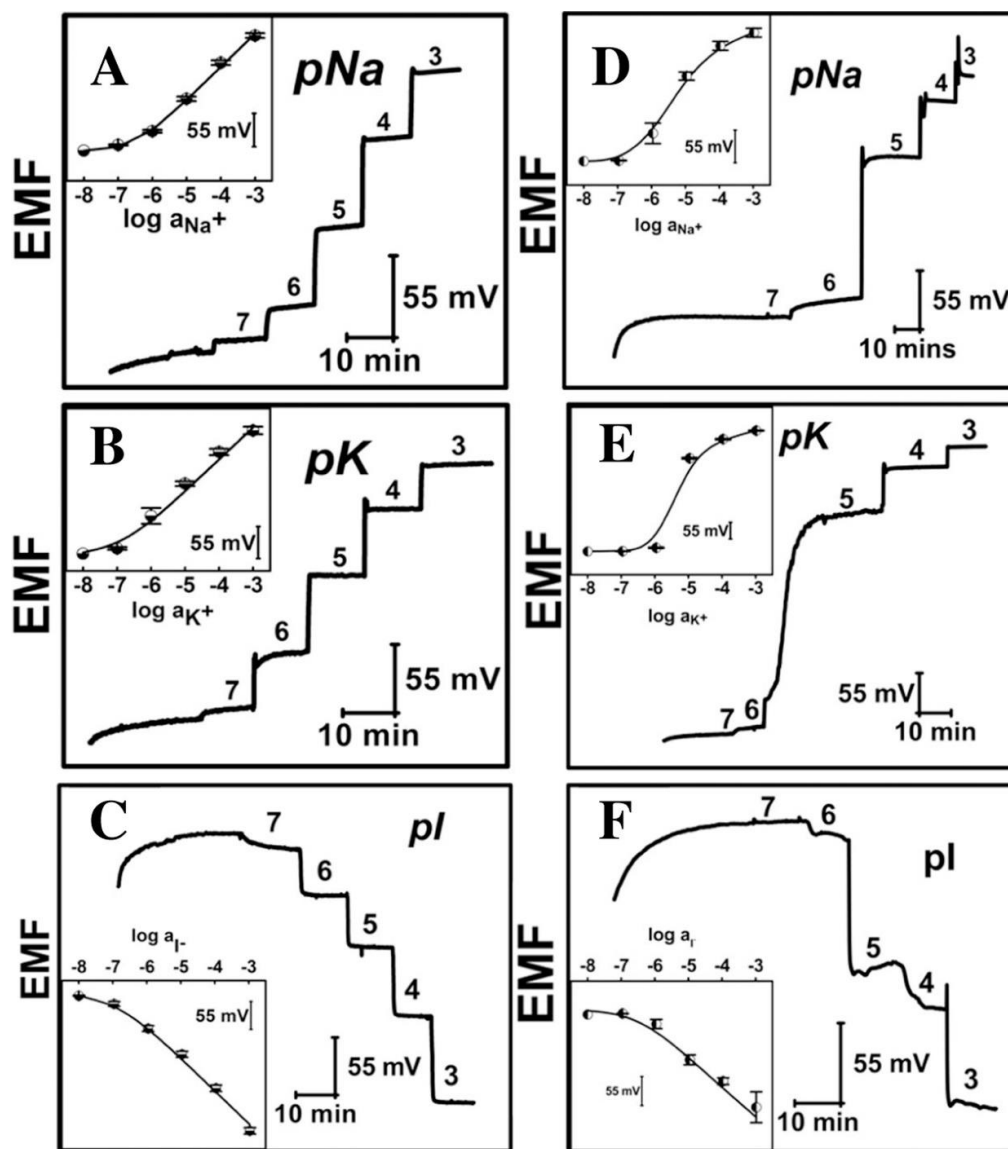 A
pNa
3
4
5
6
7
55 mV
-8 -7 -6 -5 -4 -3
log aNa+
55 mV
10 min
EMF
D
pNa
3
4
5
6
7
55 mV
-8 -7 -6 -5 -4 -3
log aNa+
55 mV
10 mins
EMF
B
pK
3
4
5
6
7
55 mV
-8 -7 -6 -5 -4 -3
log aK+
55 mV
10 min
EMF
E
pK
3
4
5
7 6
55 mV
-8 -7 -6 -5 -4 -3
log aK+
55 mV
10 min
EMF
C
pI
7
6
5
4
3
log aI-
-8 -7 -6 -5 -4 -3
55 mV
55 mV
10 min
EMF
F
pI
7 6
5
4
3
log aI-
-8 -7 -6 -5 -4 -3
55 mV
55 mV
10 min
EMF